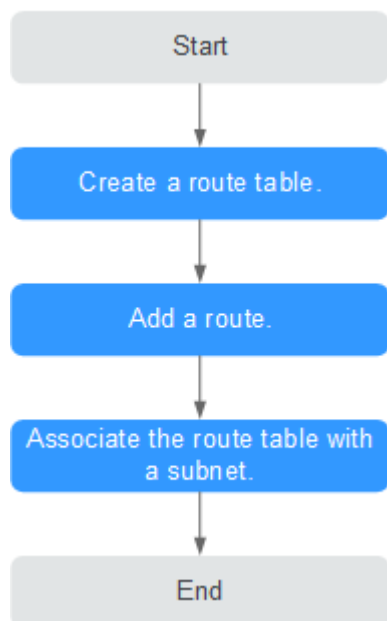 Start
Create a route table.
Add a route.
Associate the route table with
a subnet.
End